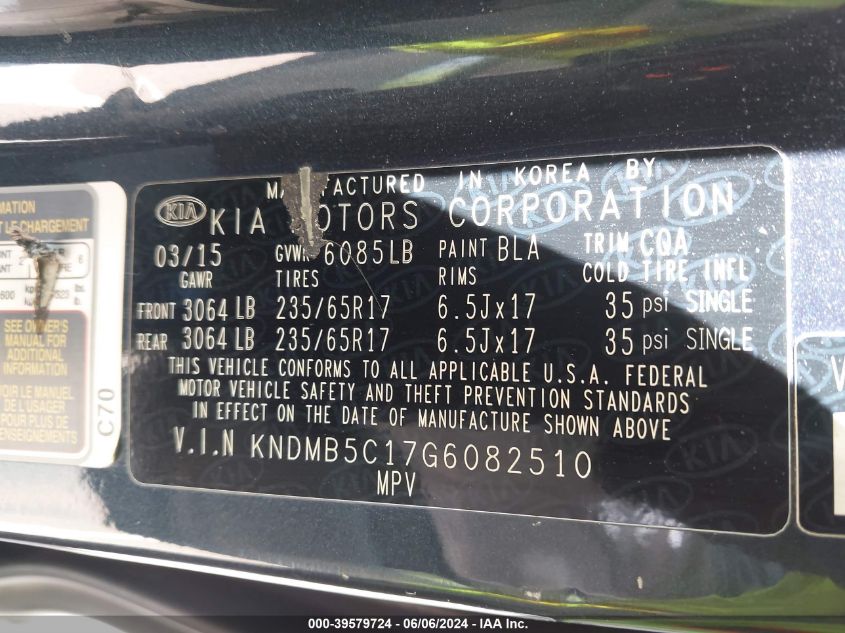 MATION
T LE CHARGEMENT
SEE OWNER'S
MANUAL FOR
ADDITIONAL
INFORMATION
VOIR LE MANUEL
DE L'USAGER
POUR PLUS DE
RENSEIGNEMENTS
C70
MANUFACTURED IN KOREA BY
KIA KIA MOTORS CORPORATION
03/15 GVWR 6085LB PAINT BLA TRIM CQA
GAWR TIRES RIMS COLD TIRE INFL
FRONT 3064 LB 235/65R17 6.5Jx17 35 psi SINGLE
REAR 3064 LB 235/65R17 6.5Jx17 35 psi SINGLE
THIS VEHICLE CONFORMS TO ALL APPLICABLE U.S.A. FEDERAL
MOTOR VEHICLE SAFETY AND THEFT PREVENTION STANDARDS
IN EFFECT ON THE DATE OF MANUFACTURE SHOWN ABOVE
V.I.N KNDMB5C17G6082510
MPV
V
000-39579724 - 06/06/2024 - IAA Inc.